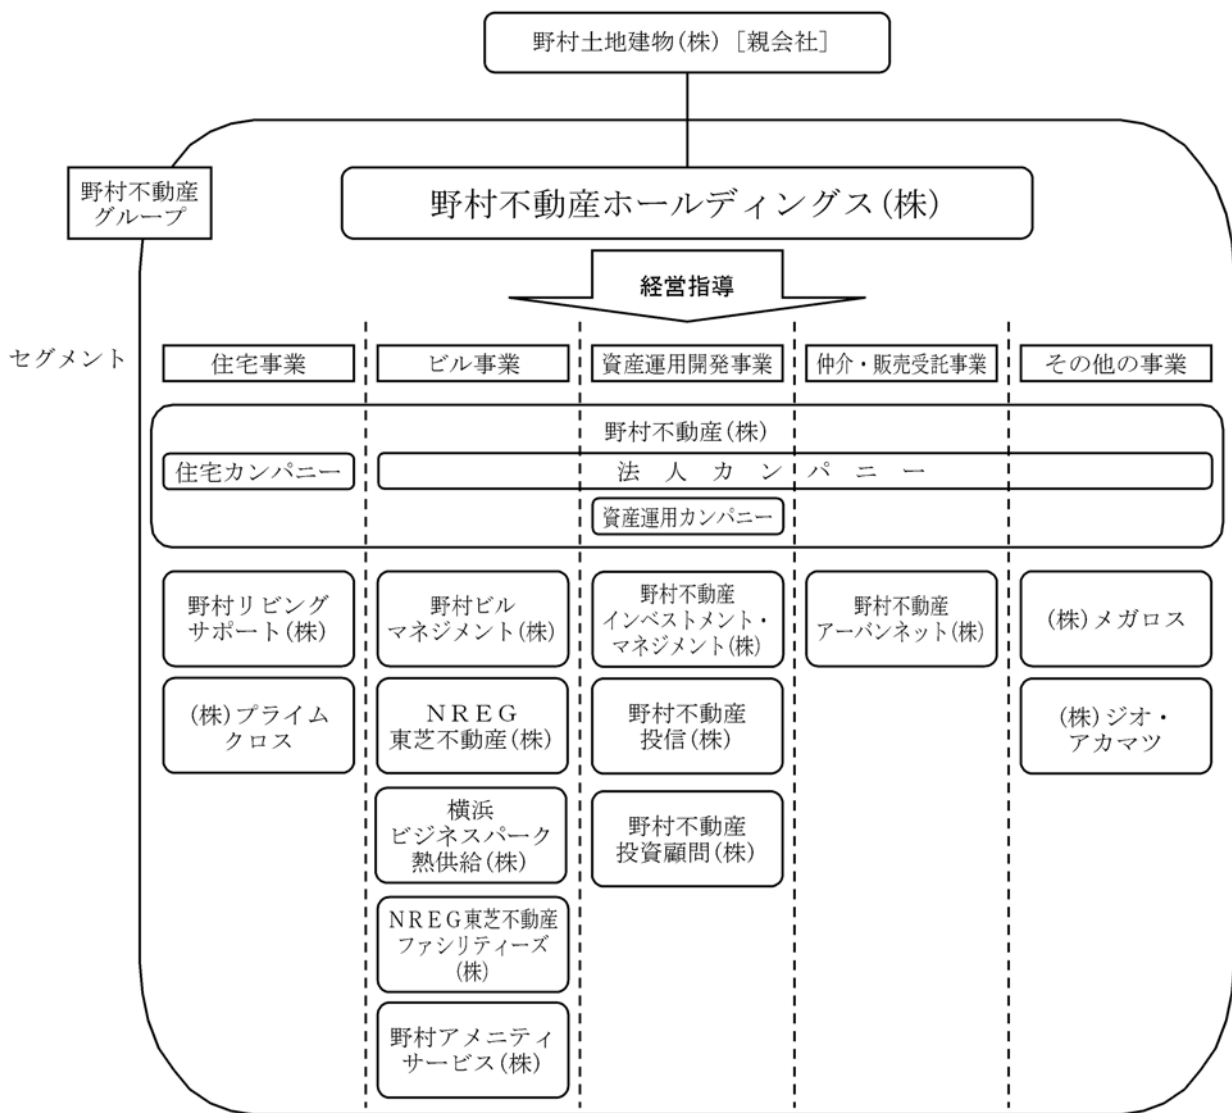 野村土地建物(株)［親会社］
野村不動産
グループ
野村不動産ホールディングス(株)
経営指導
セグメント
住宅事業
ビル事業
資産運用開発事業
仲介・販売受託事業
その他の事業
野村不動産(株)
住宅カンパニー
法人カンパニー
資産運用カンパニー
野村リビング
サポート(株)
野村ビル
マネジメント(株)
野村不動産
インベストメント・
マネジメント(株)
野村不動産
アーバンネット(株)
(株)メガロス
(株)プライム
クロス
ＮＲＥＧ
東芝不動産(株)
野村不動産
投信(株)
(株)ジオ・
アカマツ
横浜
ビジネスパーク
熱供給(株)
野村不動産
投資顧問(株)
ＮＲＥＧ東芝不動産
ファシリティーズ
(株)
野村アメニティ
サービス(株)